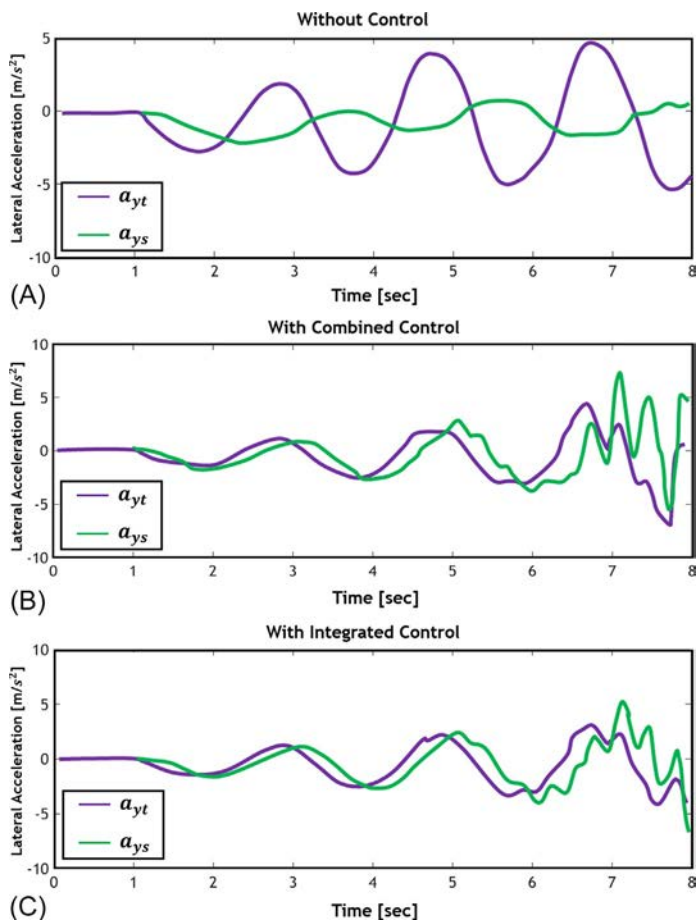 Without Control
Lateral Acceleration [m/s²]
5
0
-5
-10
a_yt
a_ys
0 1 2 3 4 5 6 7 8
(A)
Time [sec]
With Combined Control
Lateral Acceleration [m/s²]
10
5
0
-5
-10
a_yt
a_ys
0 1 2 3 4 5 6 7 8
(B)
Time [sec]
With Integrated Control
Lateral Acceleration [m/s²]
10
5
0
-5
-10
a_yt
a_ys
0 1 2 3 4 5 6 7 8
(C)
Time [sec]